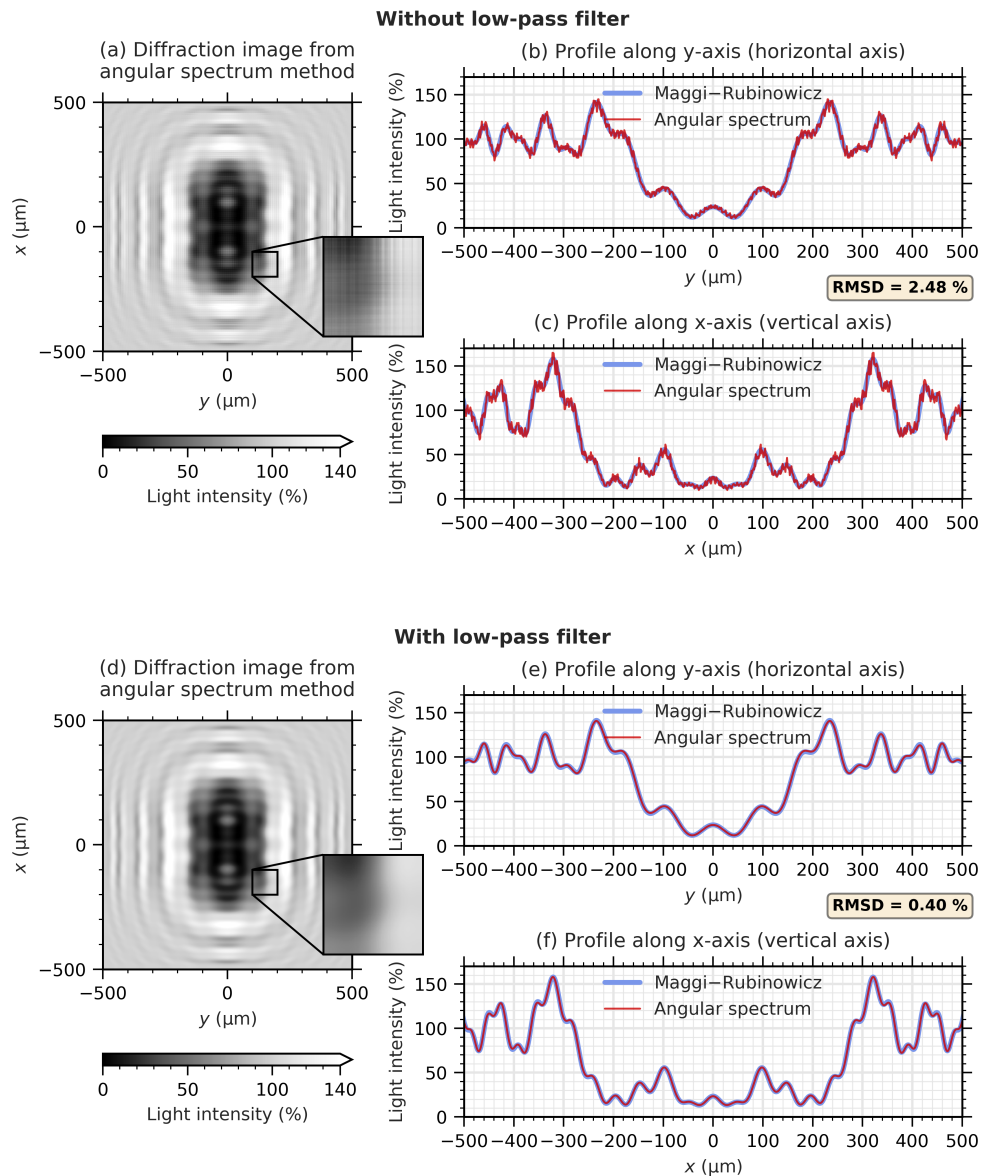 Without low-pass filter
(a) Diffraction image from
angular spectrum method
500
0
−500
x (µm)
−500
0
500
y (µm)
0
50
100
140
Light intensity (%)
(b) Profile along y-axis (horizontal axis)
Light intensity (%)
150
100
50
0
Maggi−Rubinowicz
Angular spectrum
−500 −400 −300 −200 −100 0 100 200 300 400 500
y (µm)
RMSD = 2.48 %
(c) Profile along x-axis (vertical axis)
Light intensity (%)
150
100
50
0
Maggi−Rubinowicz
Angular spectrum
−500 −400 −300 −200 −100 0 100 200 300 400 500
x (µm)
With low-pass filter
(d) Diffraction image from
angular spectrum method
500
0
−500
x (µm)
−500
0
500
y (µm)
0
50
100
140
Light intensity (%)
(e) Profile along y-axis (horizontal axis)
Light intensity (%)
150
100
50
0
Maggi−Rubinowicz
Angular spectrum
−500 −400 −300 −200 −100 0 100 200 300 400 500
y (µm)
RMSD = 0.40 %
(f) Profile along x-axis (vertical axis)
Light intensity (%)
150
100
50
0
Maggi−Rubinowicz
Angular spectrum
−500 −400 −300 −200 −100 0 100 200 300 400 500
x (µm)